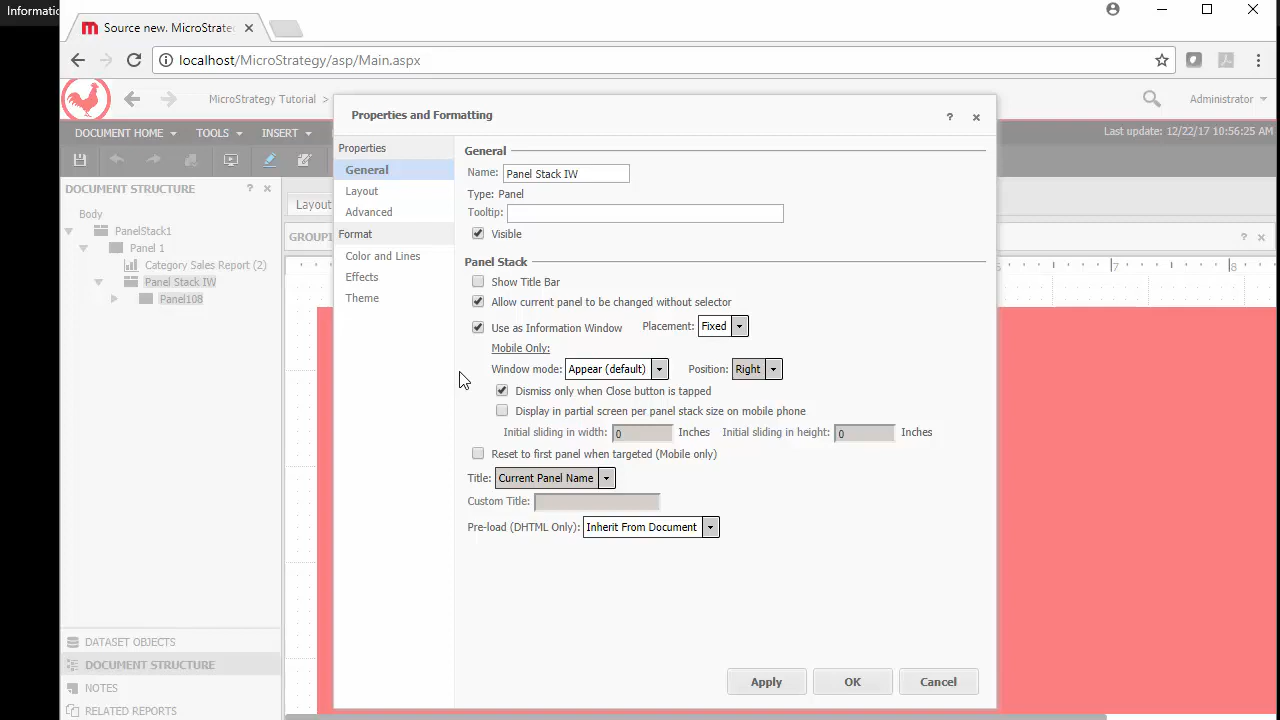 Informatio
Source new. MicroStrate
localhost/MicroStrategy/asp/Main.aspx
MicroStrategy Tutorial >
Administrator
DOCUMENT HOME TOOLS INSERT
Last update: 12/22/17 10:56:25 AM
DOCUMENT STRUCTURE ? ×
Body
PanelStack1
Panel 1
Category Sales Report (2)
Panel Stack IW
Panel108
DATASET OBJECTS
DOCUMENT STRUCTURE
NOTES
RELATED REPORTS
Layout
GROUPI
? ×
7 8
Properties and Formatting ? ×
Properties
General
Layout
Advanced
Format
Color and Lines
Effects
Theme
General
Name: Panel Stack IW
Type: Panel
Tooltip:
Visible
Panel Stack
Show Title Bar
Allow current panel to be changed without selector
Use as Information Window Placement: Fixed
Mobile Only:
Window mode: Appear (default) Position: Right
Dismiss only when Close button is tapped
Display in partial screen per panel stack size on mobile phone
Initial sliding in width: 0 Inches Initial sliding in height: 0 Inches
Reset to first panel when targeted (Mobile only)
Title: Current Panel Name
Custom Title:
Pre-load (DHTML Only): Inherit From Document
Apply OK Cancel